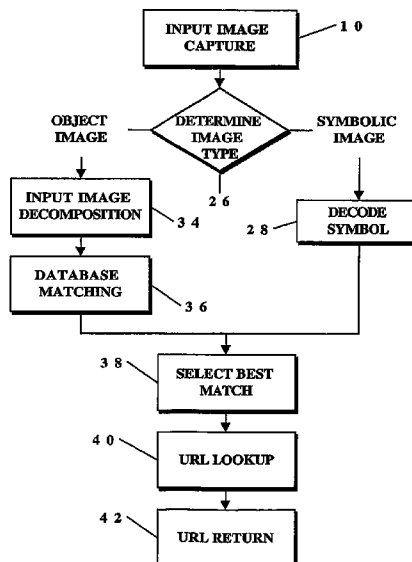 INPUT IMAGE
CAPTURE
10
OBJECT
IMAGE
DETERMINE
IMAGE
TYPE
SYMBOLIC
IMAGE
26
INPUT IMAGE
DECOMPOSITION
34
DECODE
SYMBOL
28
DATABASE
MATCHING
36
38
SELECT BEST
MATCH
40
URL LOOKUP
42
URL RETURN